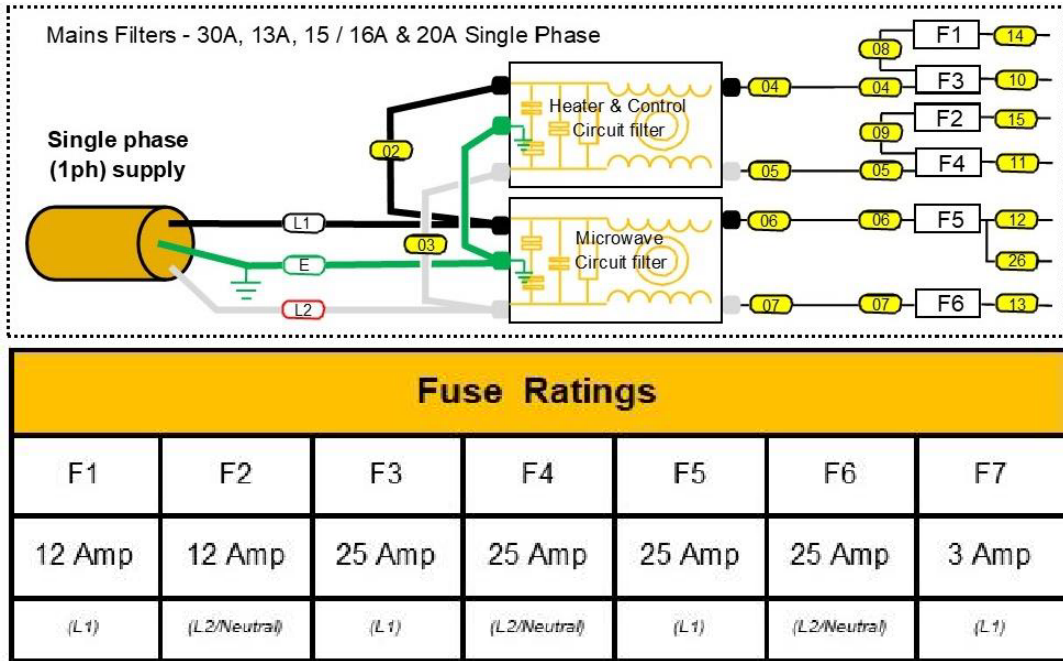 Mains Filters - 30A, 13A, 15 / 16A & 20A Single Phase
Single phase
(1ph) supply
L1
E
L2
02
03
Heater & Control
Circuit filter
Microwave
Circuit filter
04
05
06
07
08
04
09
05
06
07
F1
F3
F2
F4
F5
F6
14
10
15
11
12
26
13
Fuse Ratings
F1 F2 F3 F4 F5 F6 F7
12 Amp 12 Amp 25 Amp 25 Amp 25 Amp 25 Amp 3 Amp
(L1) (L2/Neutral) (L1) (L2/Neutral) (L1) (L2/Neutral) (L1)